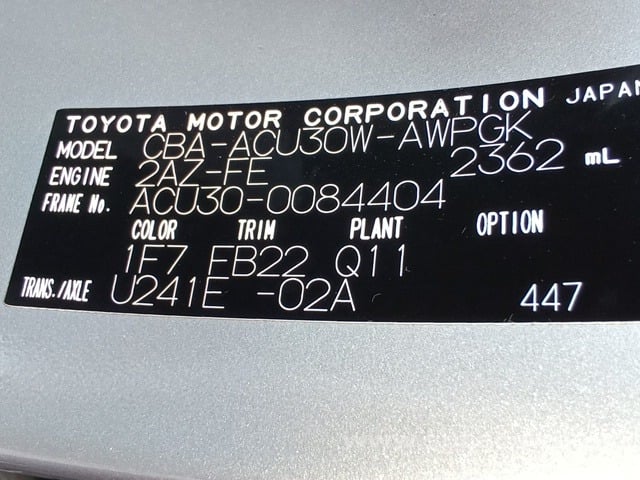 TOYOTA MOTOR CORPORATION JAPAN
MODEL CBA-ACU30W-AWPGK
ENGINE 2AZ-FE 2362 mL
FRAME No. ACU30-0084404
COLOR TRIM PLANT OPTION
1F7 FB22 Q11
TRANS./AXLE U241E -02A 447